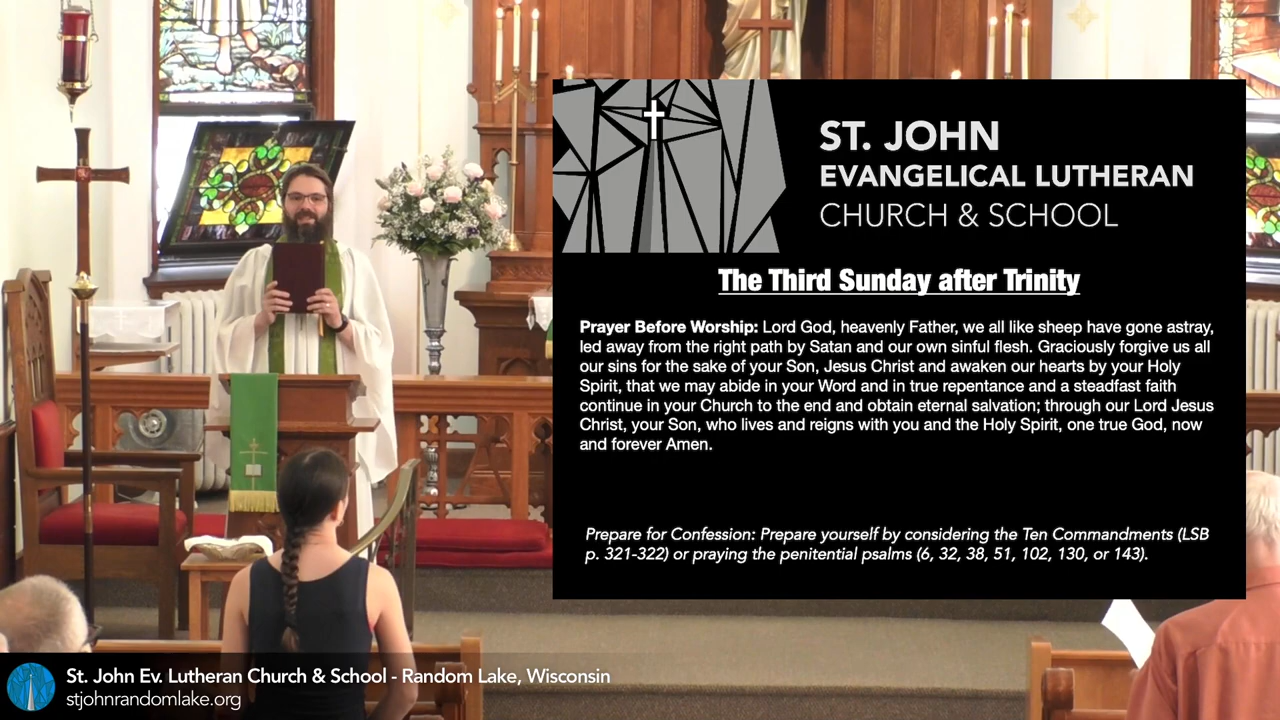 ST. JOHN
EVANGELICAL LUTHERAN
CHURCH & SCHOOL
The Third Sunday after Trinity
Prayer Before Worship: Lord God, heavenly Father, we all like sheep have gone astray,
led away from the right path by Satan and our own sinful flesh. Graciously forgive us all
our sins for the sake of your Son, Jesus Christ and awaken our hearts by your Holy
Spirit, that we may abide in your Word and in true repentance and a steadfast faith
continue in your Church to the end and obtain eternal salvation; through our Lord Jesus
Christ, your Son, who lives and reigns with you and the Holy Spirit, one true God, now
and forever Amen.
Prepare for Confession: Prepare yourself by considering the Ten Commandments (LSB
p. 321-322) or praying the penitential psalms (6, 32, 38, 51, 102, 130, or 143).
St. John Ev. Lutheran Church & School - Random Lake, Wisconsin
stjohnrandomlake.org